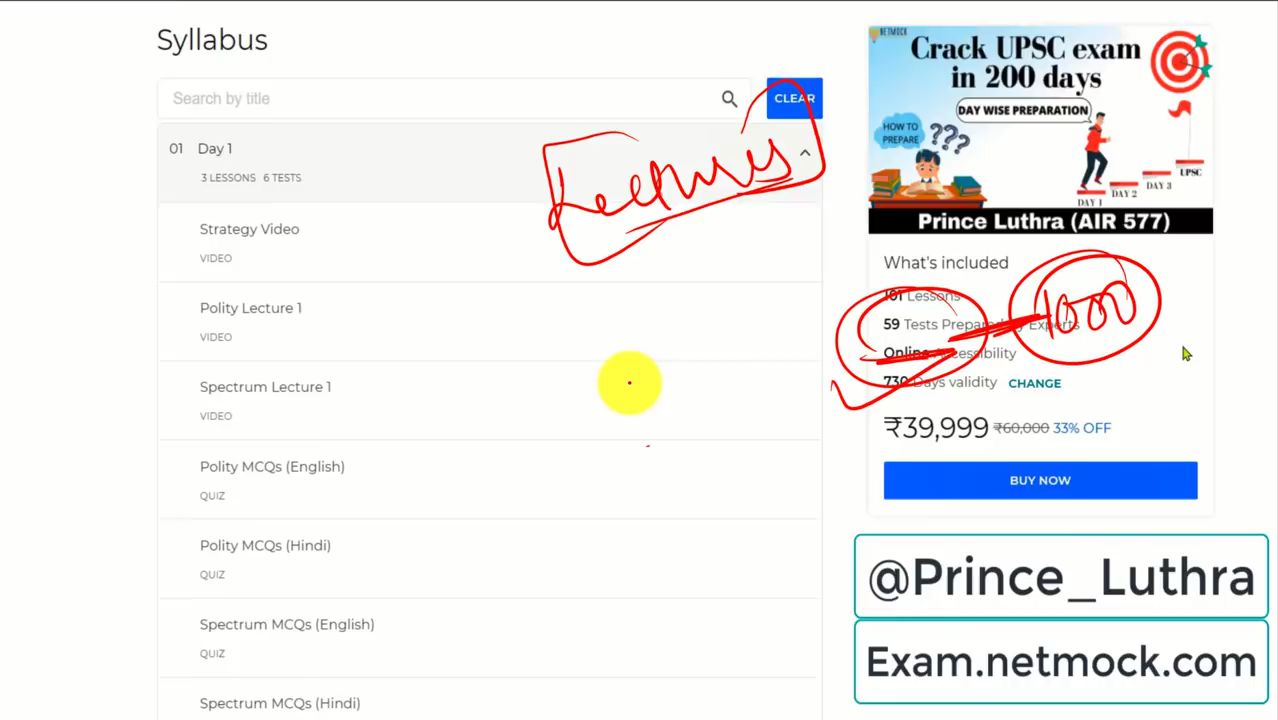 Syllabus
Search by title
CLEAR
01 Day 1
3 LESSONS 6 TESTS
Lectures
Strategy Video
VIDEO
Polity Lecture 1
VIDEO
Spectrum Lecture 1
VIDEO
Polity MCQs (English)
QUIZ
Polity MCQs (Hindi)
QUIZ
Spectrum MCQs (English)
QUIZ
Spectrum MCQs (Hindi)
NETMOCK
Crack UPSC exam
in 200 days
DAY WISE PREPARATION
HOW TO
PREPARE
???
UPSC
DAY 3
DAY 2
DAY 1
Prince Luthra (AIR 577)
What's included
101 Lessons
1000
59 Tests Prepared by Experts
Online Accessibility
730 Days validity CHANGE
₹39,999 ₹60,000 33% OFF
BUY NOW
@Prince_Luthra
Exam.netmock.com